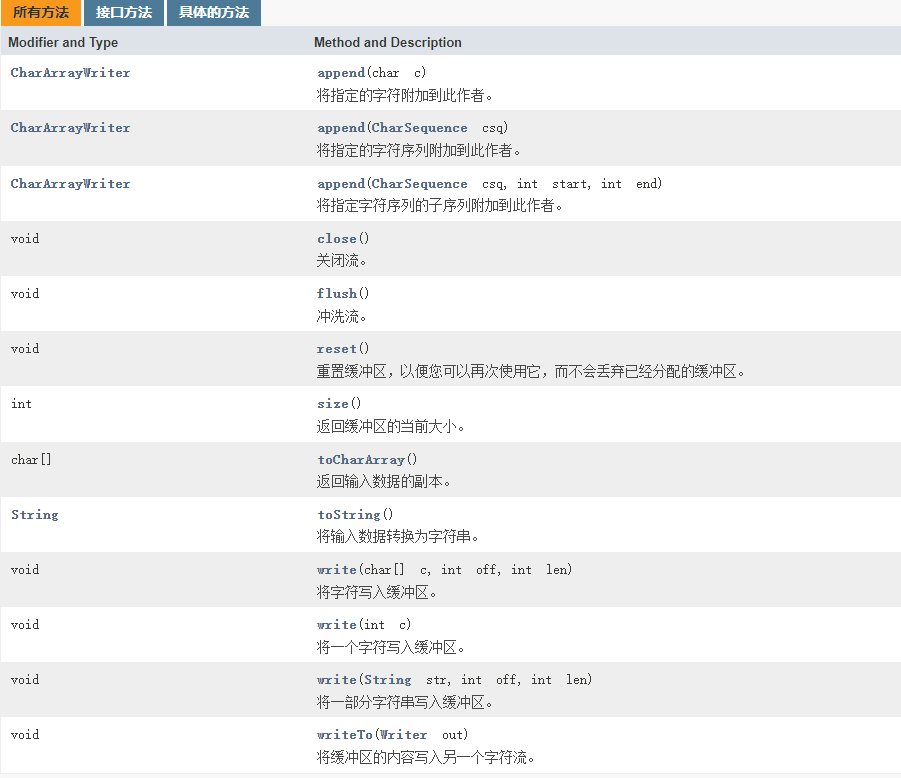 所有方法 接口方法 具体的方法
Modifier and Type Method and Description
CharArrayWriter append(char c)
将指定的字符附加到此作者。
CharArrayWriter append(CharSequence csq)
将指定的字符序列附加到此作者。
CharArrayWriter append(CharSequence csq, int start, int end)
将指定字符序列的子序列附加到此作者。
void close()
关闭流。
void flush()
冲洗流。
void reset()
重置缓冲区，以便您可以再次使用它，而不会丢弃已经分配的缓冲区。
int size()
返回缓冲区的当前大小。
char[] toCharArray()
返回输入数据的副本。
String toString()
将输入数据转换为字符串。
void write(char[] c, int off, int len)
将字符写入缓冲区。
void write(int c)
将一个字符写入缓冲区。
void write(String str, int off, int len)
将一部分字符串写入缓冲区。
void writeTo(Writer out)
将缓冲区的内容写入另一个字符流。